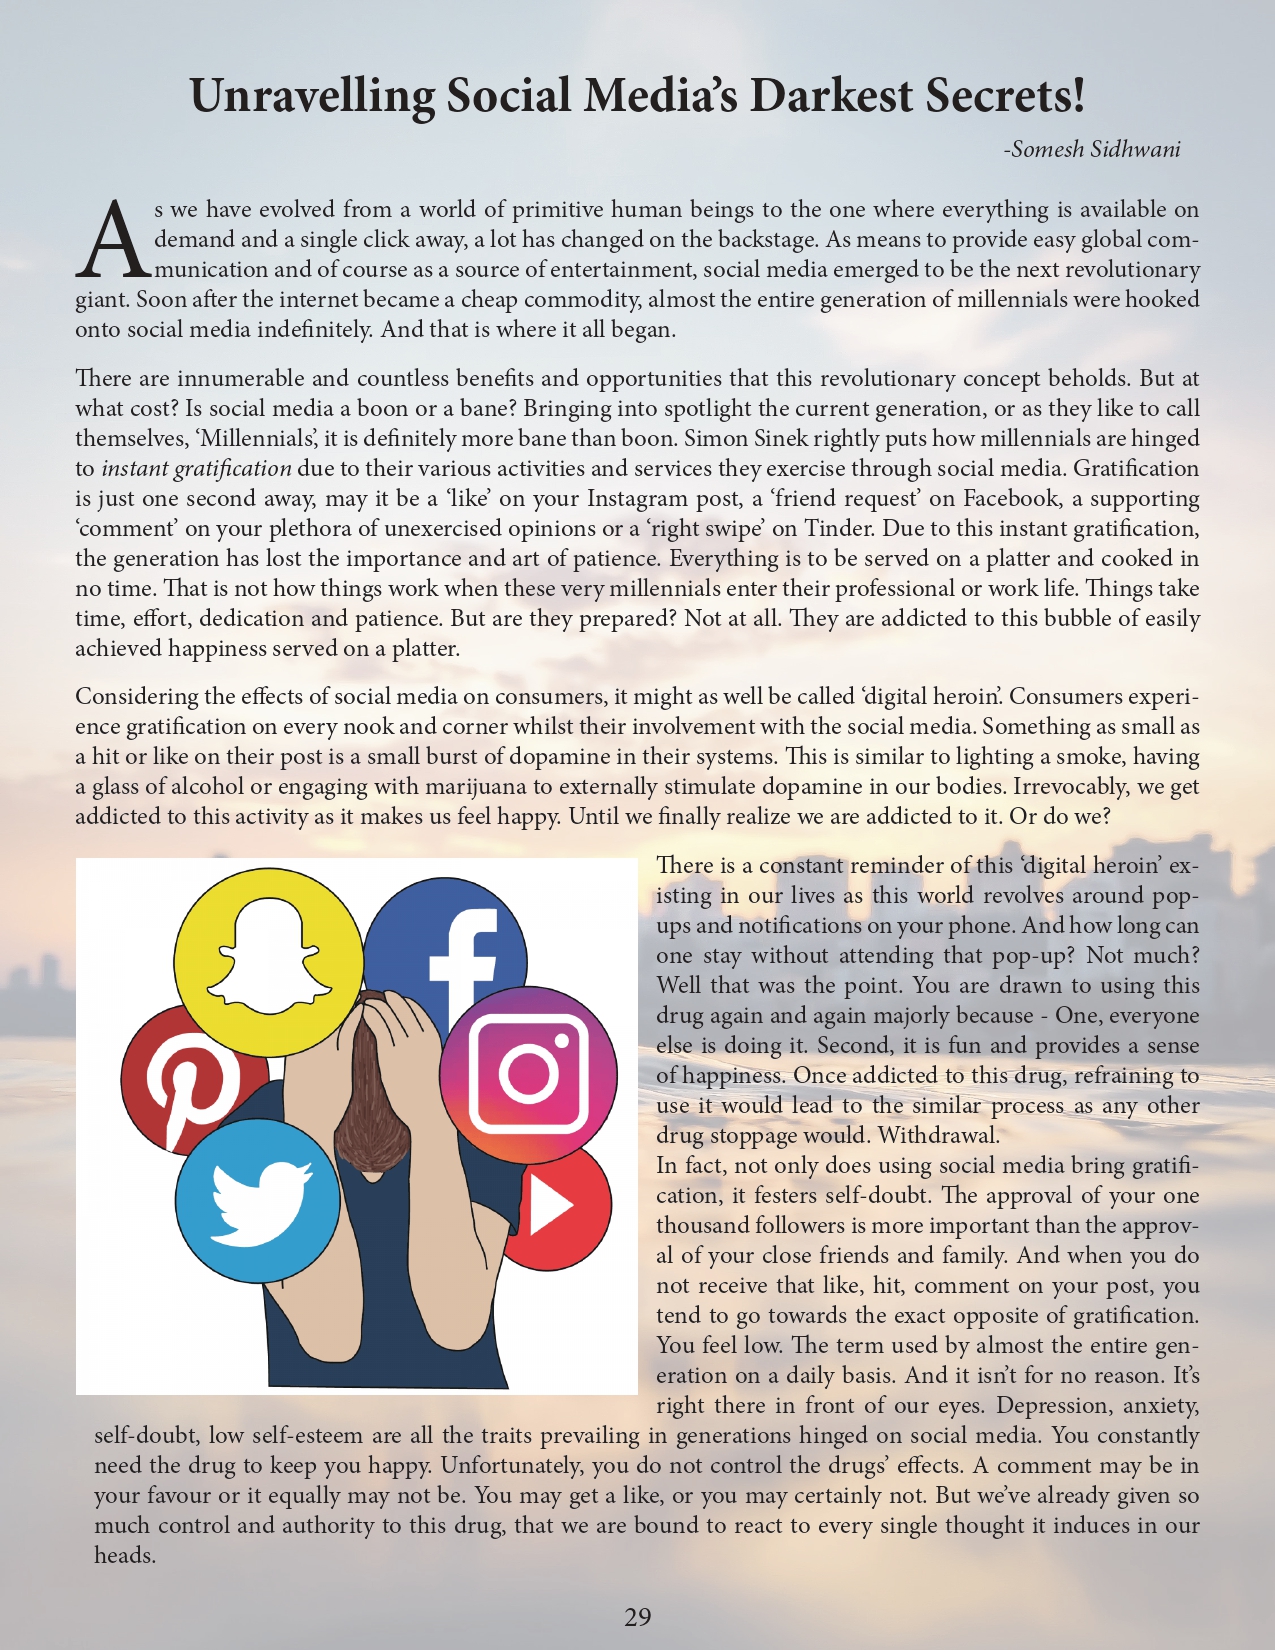 Unravelling Social Media’s Darkest Secrets!
-Somesh Sidhwani
As we have evolved from a world of primitive human beings to the one where everything is available on
demand and a single click away, a lot has changed on the backstage. As means to provide easy global com-
munication and of course as a source of entertainment, social media emerged to be the next revolutionary
giant. Soon after the internet became a cheap commodity, almost the entire generation of millennials were hooked
onto social media indefinitely. And that is where it all began.
There are innumerable and countless benefits and opportunities that this revolutionary concept beholds. But at
what cost? Is social media a boon or a bane? Bringing into spotlight the current generation, or as they like to call
themselves, ‘Millennials’, it is definitely more bane than boon. Simon Sinek rightly puts how millennials are hinged
to instant gratification due to their various activities and services they exercise through social media. Gratification
is just one second away, may it be a ‘like’ on your Instagram post, a ‘friend request’ on Facebook, a supporting
‘comment’ on your plethora of unexercised opinions or a ‘right swipe’ on Tinder. Due to this instant gratification,
the generation has lost the importance and art of patience. Everything is to be served on a platter and cooked in
no time. That is not how things work when these very millennials enter their professional or work life. Things take
time, effort, dedication and patience. But are they prepared? Not at all. They are addicted to this bubble of easily
achieved happiness served on a platter.
Considering the effects of social media on consumers, it might as well be called ‘digital heroin’. Consumers experi-
ence gratification on every nook and corner whilst their involvement with the social media. Something as small as
a hit or like on their post is a small burst of dopamine in their systems. This is similar to lighting a smoke, having
a glass of alcohol or engaging with marijuana to externally stimulate dopamine in our bodies. Irrevocably, we get
addicted to this activity as it makes us feel happy. Until we finally realize we are addicted to it. Or do we?
There is a constant reminder of this ‘digital heroin’ ex-
isting in our lives as this world revolves around pop-
ups and notifications on your phone. And how long can
one stay without attending that pop-up? Not much?
Well that was the point. You are drawn to using this
drug again and again majorly because - One, everyone
else is doing it. Second, it is fun and provides a sense
of happiness. Once addicted to this drug, refraining to
use it would lead to the similar process as any other
drug stoppage would. Withdrawal.
In fact, not only does using social media bring gratifi-
cation, it festers self-doubt. The approval of your one
thousand followers is more important than the approv-
al of your close friends and family. And when you do
not receive that like, hit, comment on your post, you
tend to go towards the exact opposite of gratification.
You feel low. The term used by almost the entire gen-
eration on a daily basis. And it isn’t for no reason. It’s
right there in front of our eyes. Depression, anxiety,
self-doubt, low self-esteem are all the traits prevailing in generations hinged on social media. You constantly
need the drug to keep you happy. Unfortunately, you do not control the drugs’ effects. A comment may be in
your favour or it equally may not be. You may get a like, or you may certainly not. But we’ve already given so
much control and authority to this drug, that we are bound to react to every single thought it induces in our
heads.
29